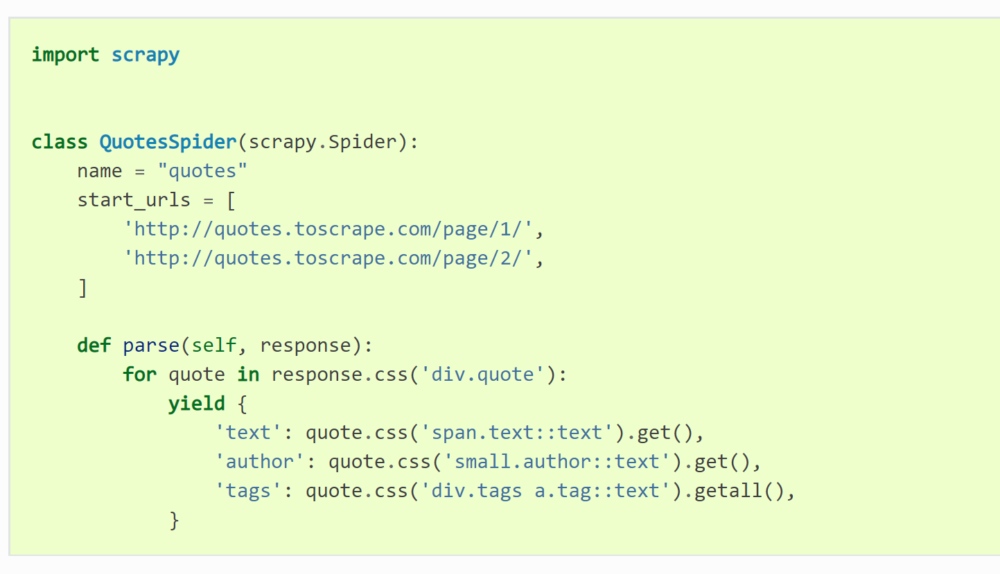 import scrapy
class QuotesSpider(scrapy.Spider):
    name = "quotes"
    start_urls = [
        'http://quotes.toscrape.com/page/1/',
        'http://quotes.toscrape.com/page/2/',
    ]
    def parse(self, response):
        for quote in response.css('div.quote'):
            yield {
                'text': quote.css('span.text::text').get(),
                'author': quote.css('small.author::text').get(),
                'tags': quote.css('div.tags a.tag::text').getall(),
            }